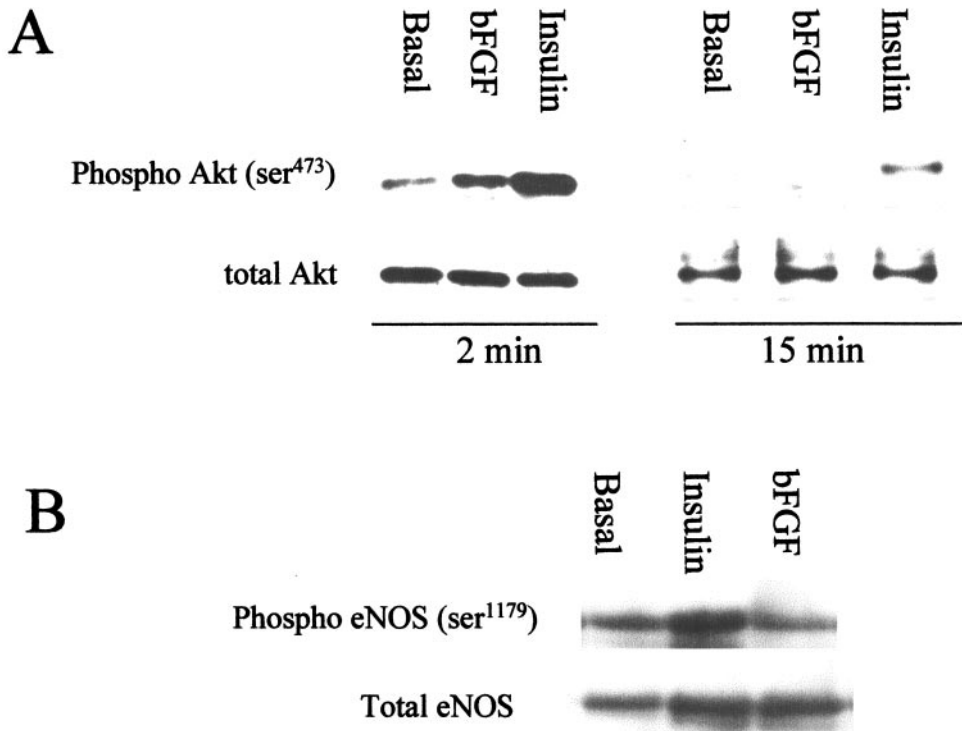 A
Basal
bFGF
Insulin
Basal
bFGF
Insulin
Phospho Akt (ser⁴⁷³)
total Akt
2 min
15 min
B
Basal
Insulin
bFGF
Phospho eNOS (ser¹¹⁷⁹)
Total eNOS